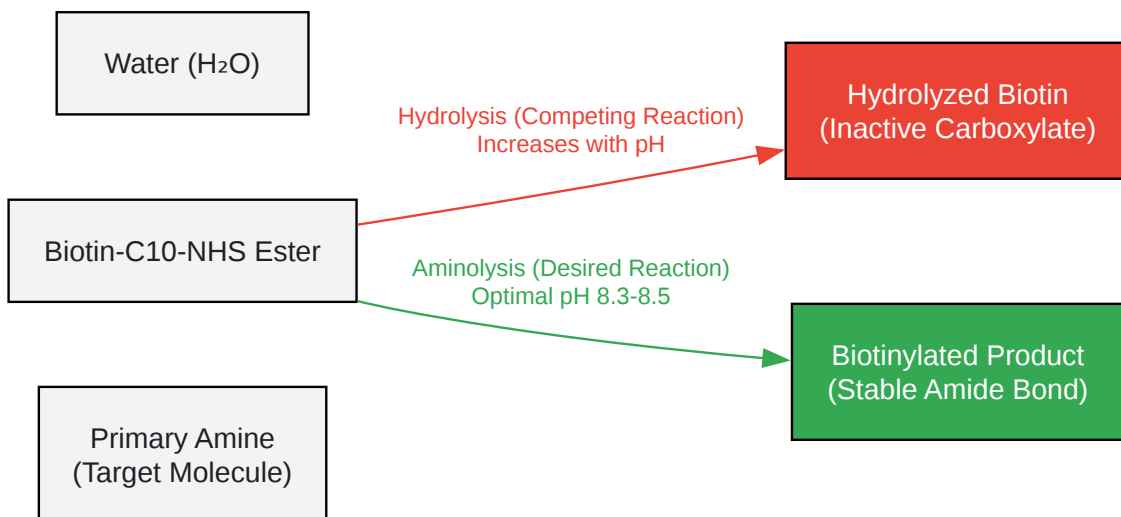 Water (H₂O)
Hydrolyzed Biotin
(Inactive Carboxylate)
Hydrolysis (Competing Reaction)
Increases with pH
Biotin-C10-NHS Ester
Aminolysis (Desired Reaction)
Optimal pH 8.3-8.5
Biotinylated Product
(Stable Amide Bond)
Primary Amine
(Target Molecule)